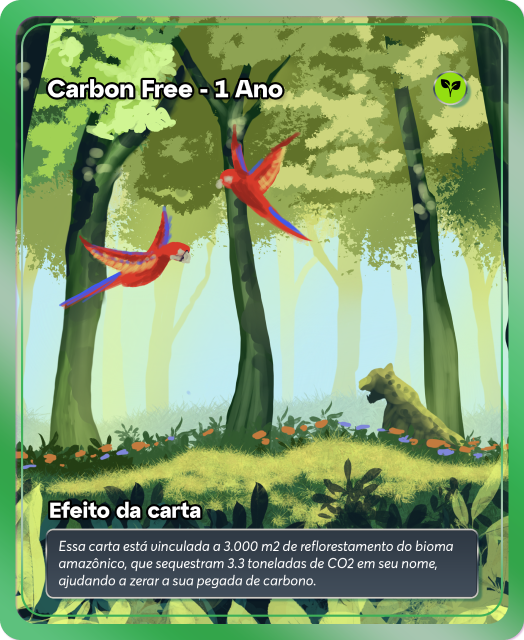 Carbon Free - 1 Ano
Efeito da carta
Essa carta está vinculada a 3.000 m2 de reflorestamento do bioma
amazônico, que sequestram 3.3 toneladas de CO2 em seu nome,
ajudando a zerar a sua pegada de carbono.